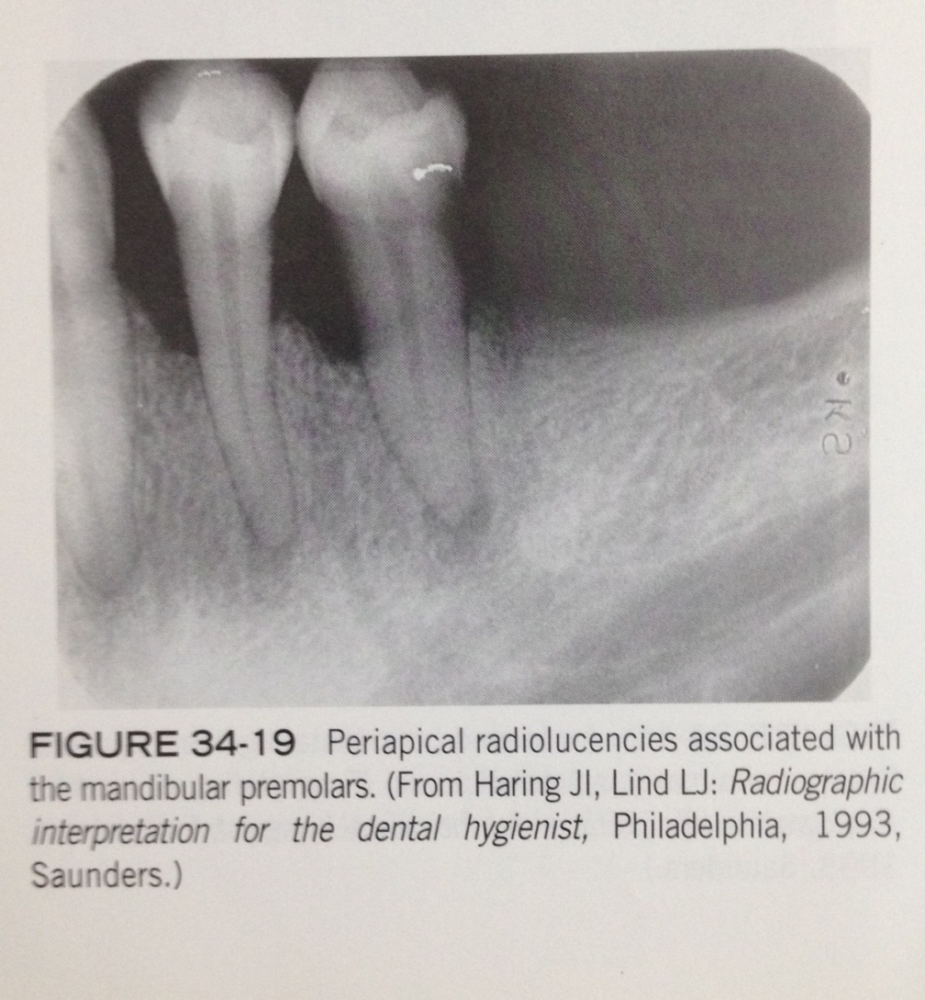 FIGURE 34-19 Periapical radiolucencies associated with
the mandibular premolars. (From Haring JI, Lind LJ: Radiographic
interpretation for the dental hygienist, Philadelphia, 1993,
Saunders.)